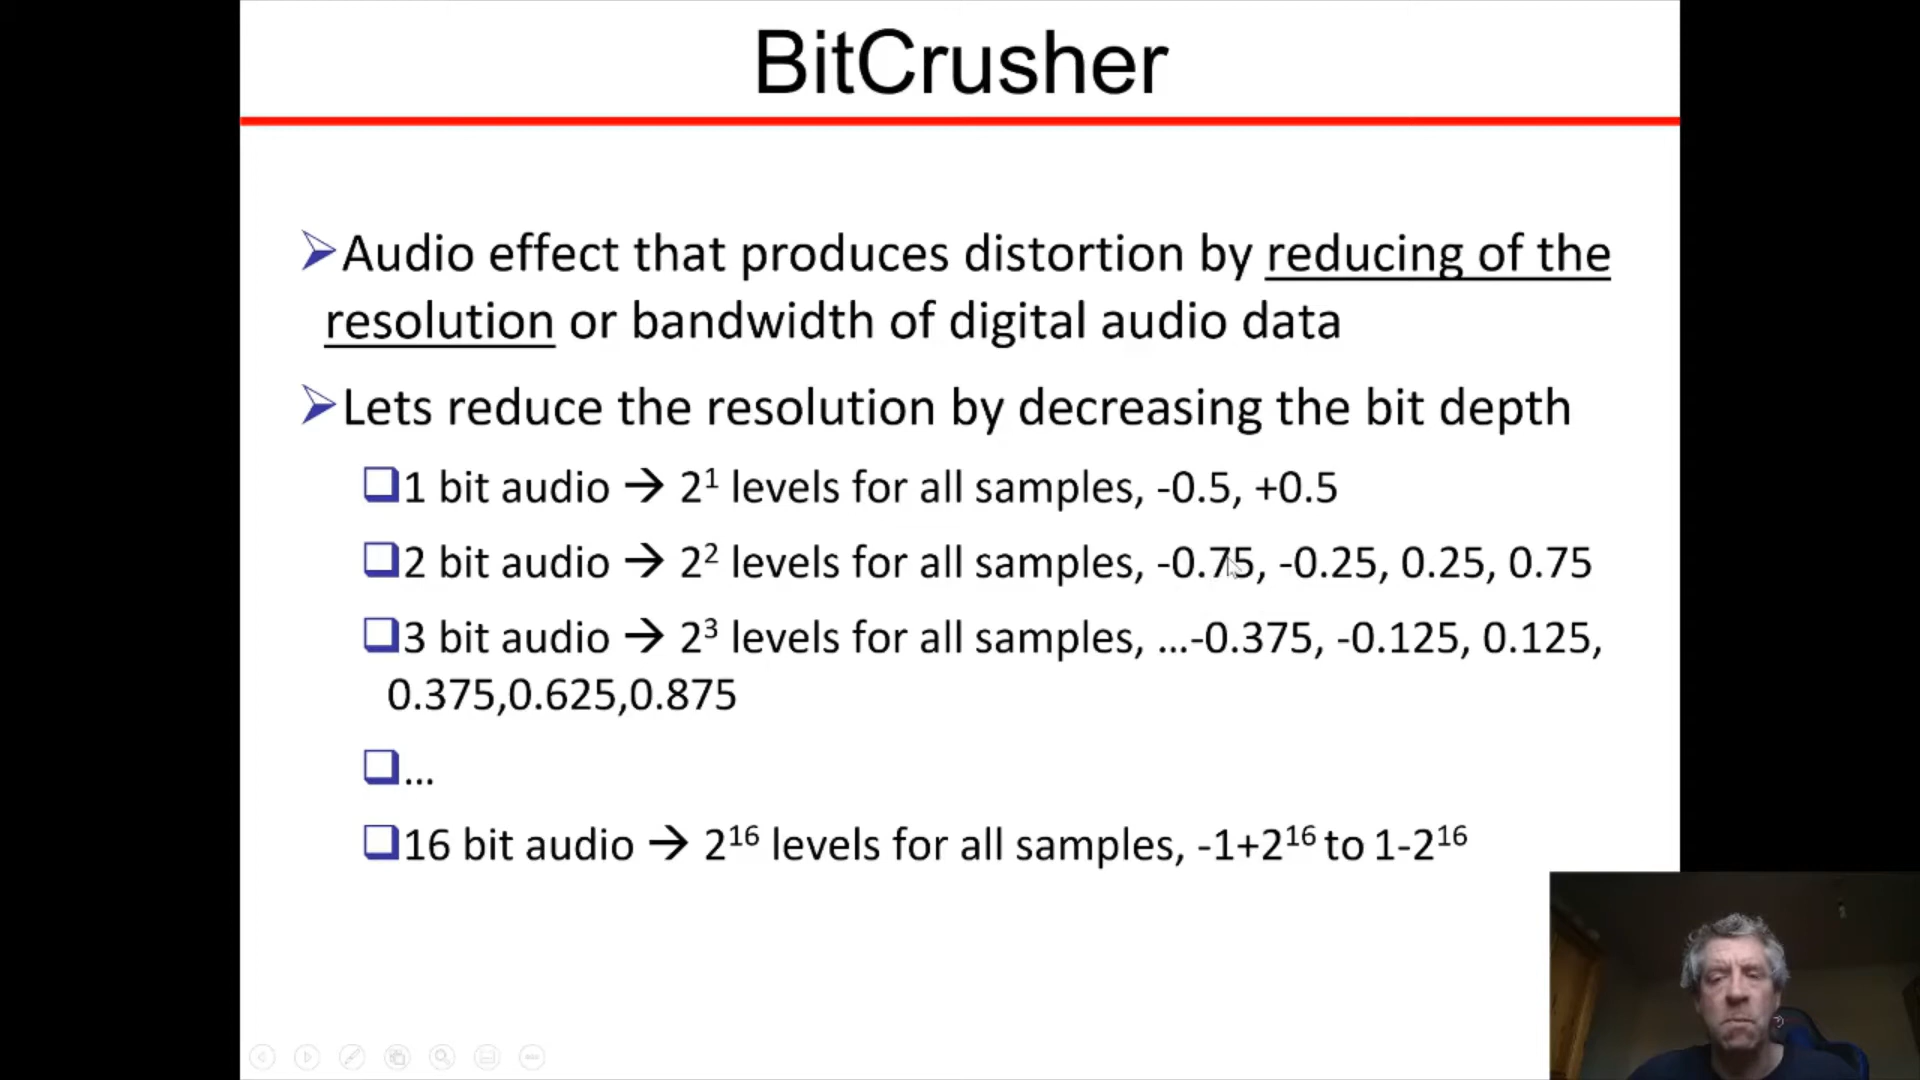 BitCrusher
Audio effect that produces distortion by reducing of the
resolution or bandwidth of digital audio data
Lets reduce the resolution by decreasing the bit depth
1 bit audio → 2¹ levels for all samples, -0.5, +0.5
2 bit audio → 2² levels for all samples, -0.75, -0.25, 0.25, 0.75
3 bit audio → 2³ levels for all samples, ...-0.375, -0.125, 0.125,
0.375,0.625,0.875
...
16 bit audio → 2¹⁶ levels for all samples, -1+2¹⁶ to 1-2¹⁶